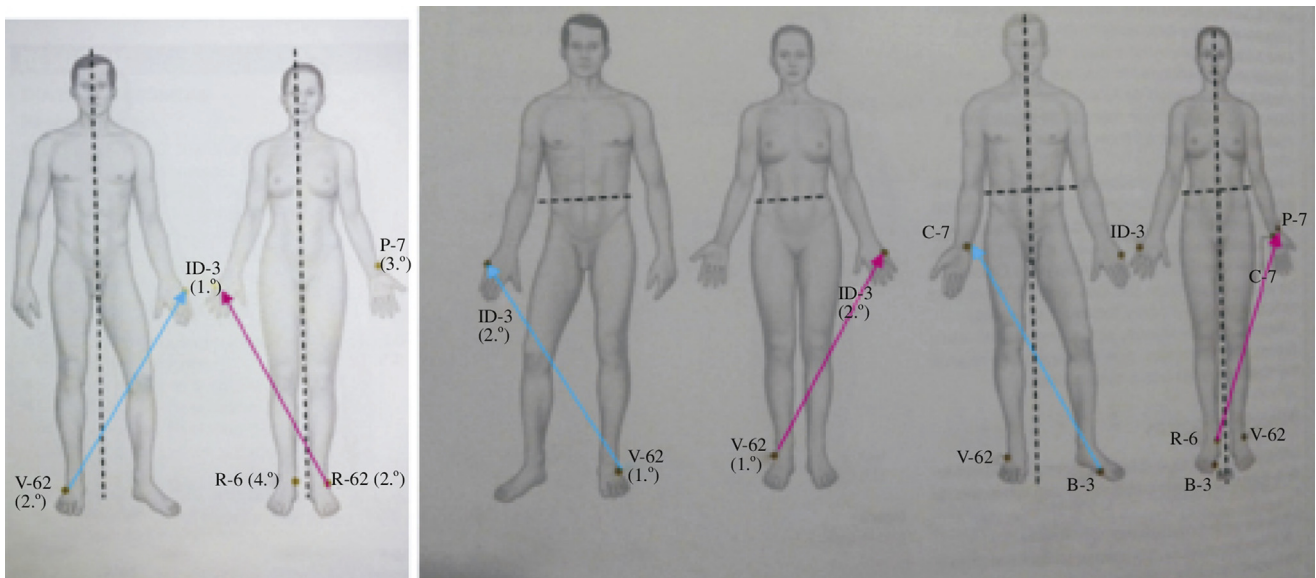 P-7
(3.º)
ID-3
(1.º)
V-62
(2.º)
R-6 (4.º)
R-62 (2.º)
ID-3
(2.º)
V-62
(1.º)
ID-3
(2.º)
V-62
(1.º)
C-7
ID-3
V-62
B-3
P-7
C-7
R-6
V-62
B-3